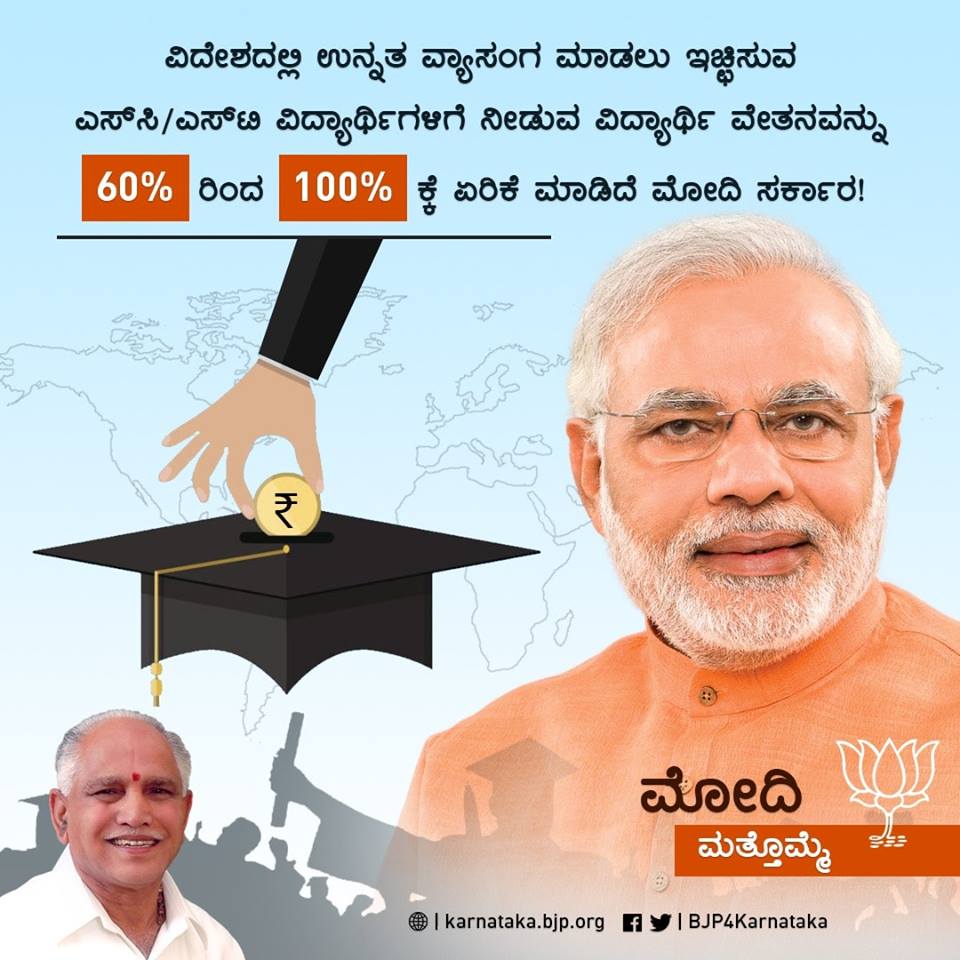 ವಿದೇಶದಲ್ಲಿ ಉನ್ನತ ವ್ಯಾಸಂಗ ಮಾಡಲು ಇಚ್ಛಿಸುವ
ಎಸ್‌ಸಿ/ಎಸ್‌ಟಿ ವಿದ್ಯಾರ್ಥಿಗಳಿಗೆ ನೀಡುವ ವಿದ್ಯಾರ್ಥಿ ವೇತನವನ್ನು
60% ರಿಂದ 100% ಕ್ಕೆ ಏರಿಕೆ ಮಾಡಿದೆ ಮೋದಿ ಸರ್ಕಾರ!
₹
ಮೋದಿ
ಮತ್ತೊಮ್ಮೆ
| karnataka.bjp.org | BJP4Karnataka